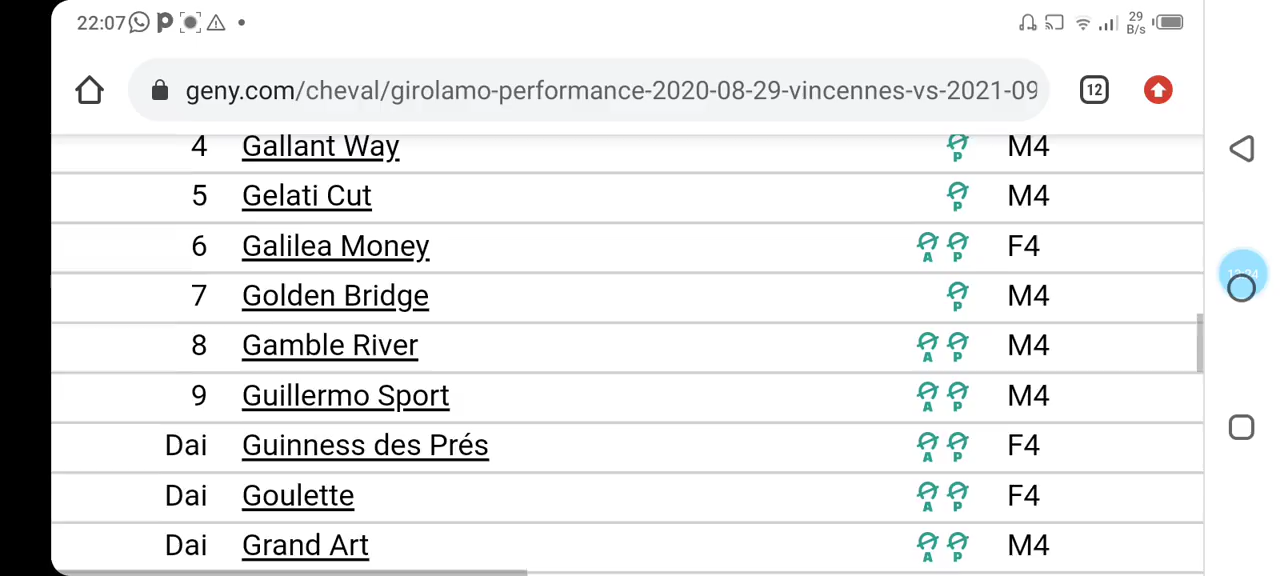 22:07 29 B/s
geny.com/cheval/girolamo-performance-2020-08-29-vincennes-vs-2021-09 12
4 Gallant Way P M4
5 Gelati Cut P M4
6 Galilea Money A P F4
7 Golden Bridge P M4
8 Gamble River A P M4
9 Guillermo Sport A P M4
Dai Guinness des Prés A P F4
Dai Goulette A P F4
Dai Grand Art A P M4